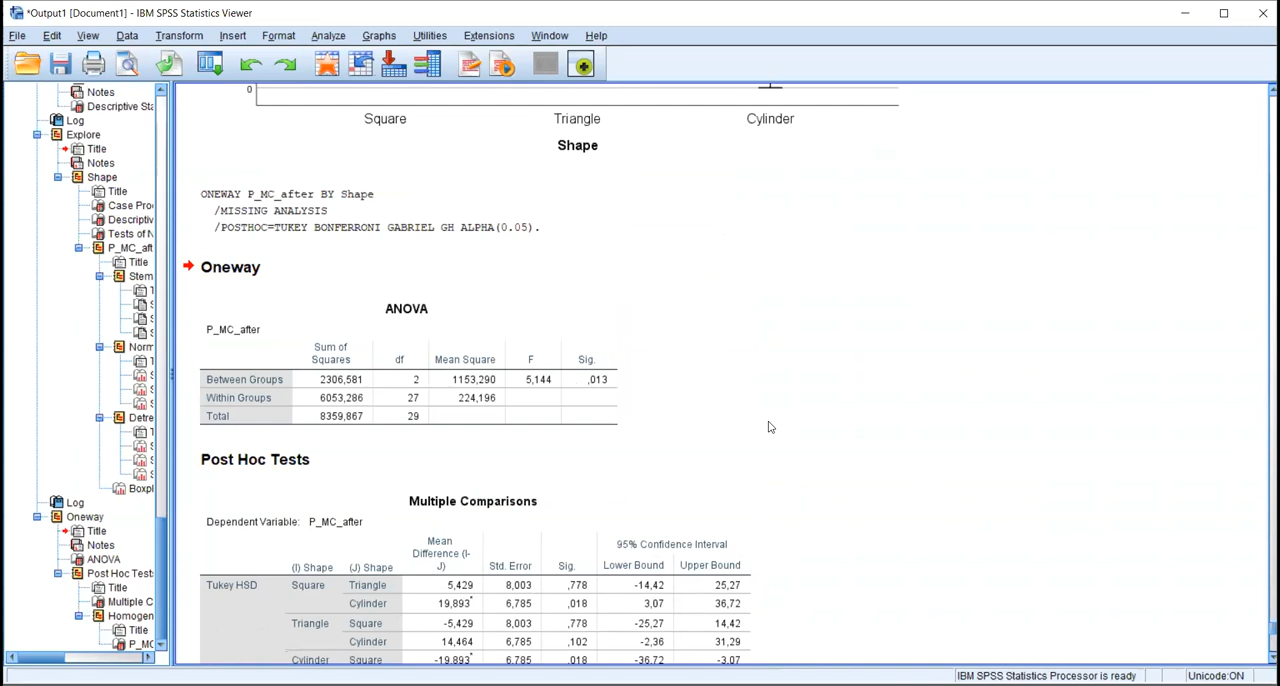 *Output1 [Document1] - IBM SPSS Statistics Viewer
File Edit View Data Transform Insert Format Analyze Graphs Utilities Extensions Window Help
Notes
Descriptive Sta
Log
Explore
Title
Notes
Shape
Title
Case Pro
Descriptiv
Tests of N
P_MC_aft
Title
Stem
Norm
Detre
Boxpl
Log
Oneway
Title
Notes
ANOVA
Post Hoc Tests
Title
Multiple C
Homogen
Title
P_MC
0
Square Triangle Cylinder
Shape
ONEWAY P_MC_after BY Shape
/MISSING ANALYSIS
/POSTHOC=TUKEY BONFERRONI GABRIEL GH ALPHA(0.05).
Oneway
ANOVA
P_MC_after
Sum of Squares df Mean Square F Sig.
Between Groups 2306,581 2 1153,290 5,144 ,013
Within Groups 6053,286 27 224,196
Total 8359,867 29
Post Hoc Tests
Multiple Comparisons
Dependent Variable: P_MC_after
Mean Difference (I-J) 95% Confidence Interval
(I) Shape (J) Shape Std. Error Sig. Lower Bound Upper Bound
Tukey HSD Square Triangle 5,429 8,003 ,778 -14,42 25,27
Cylinder 19,893* 6,785 ,018 3,07 36,72
Triangle Square -5,429 8,003 ,778 -25,27 14,42
Cylinder 14,464 6,785 ,102 -2,36 31,29
Cylinder Square -19,893* 6,785 ,018 -36,72 -3,07
IBM SPSS Statistics Processor is ready Unicode:ON